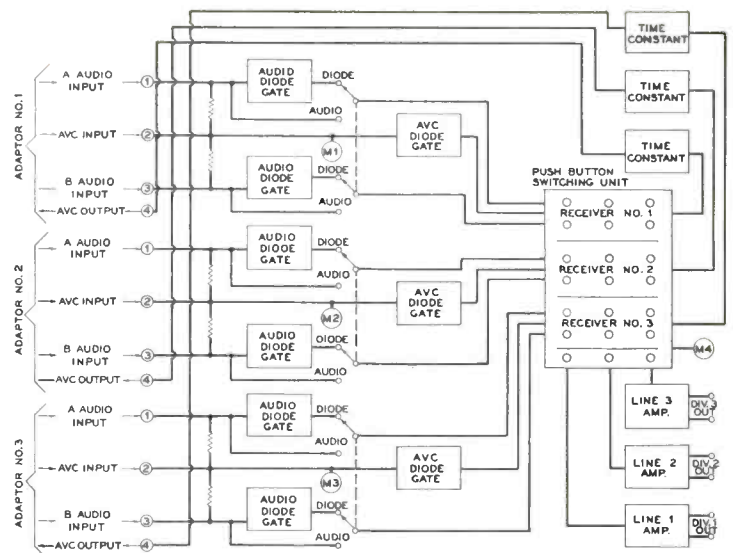 ADAPTOR NO.1
A AUDIO
INPUT
1
AVC INPUT
2
B AUDIO
INPUT
3
AVC OUTPUT
4
AUDIO
DIODE
GATE
DIODE
AUDIO
M1
AVC
DIODE
GATE
AUDIO
DIODE
GATE
DIODE
AUDIO
ADAPTOR NO.2
A AUDIO
INPUT
1
AVC INPUT
2
B AUDIO
INPUT
3
AVC OUTPUT
4
AUDIO
DIODE
GATE
DIODE
AUDIO
M2
AVC
DIODE
GATE
AUDIO
DIODE
GATE
DIODE
AUDIO
ADAPTOR NO.3
A AUDIO
INPUT
1
AVC INPUT
2
B AUDIO
INPUT
3
AVC OUTPUT
4
AUDIO
DIODE
GATE
DIODE
AUDIO
M3
AVC
DIODE
GATE
AUDIO
DIODE
GATE
DIODE
AUDIO
TIME
CONSTANT
TIME
CONSTANT
TIME
CONSTANT
PUSH BUTTON
SWITCHING UNIT
RECEIVER NO. 1
RECEIVER NO. 2
RECEIVER NO. 3
M4
LINE 3
AMP.
DIV.3
OUT
LINE 2
AMP.
DIV.2
OUT
LINE 1
AMP.
DIV.1
OUT